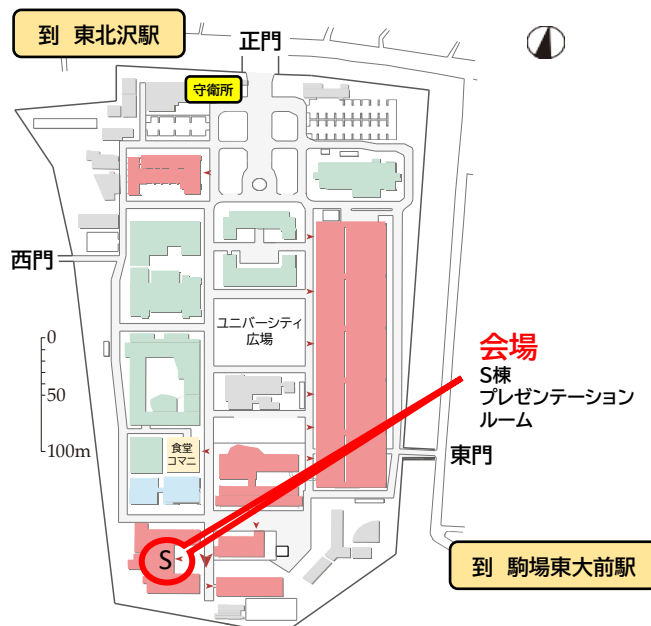 到 東北沢駅
正門
守衛所
西門
ユニバーシティ
広場
0
50
100m
会場
S棟
プレゼンテーション
ルーム
食堂
コマニ
東門
S
到 駒場東大前駅